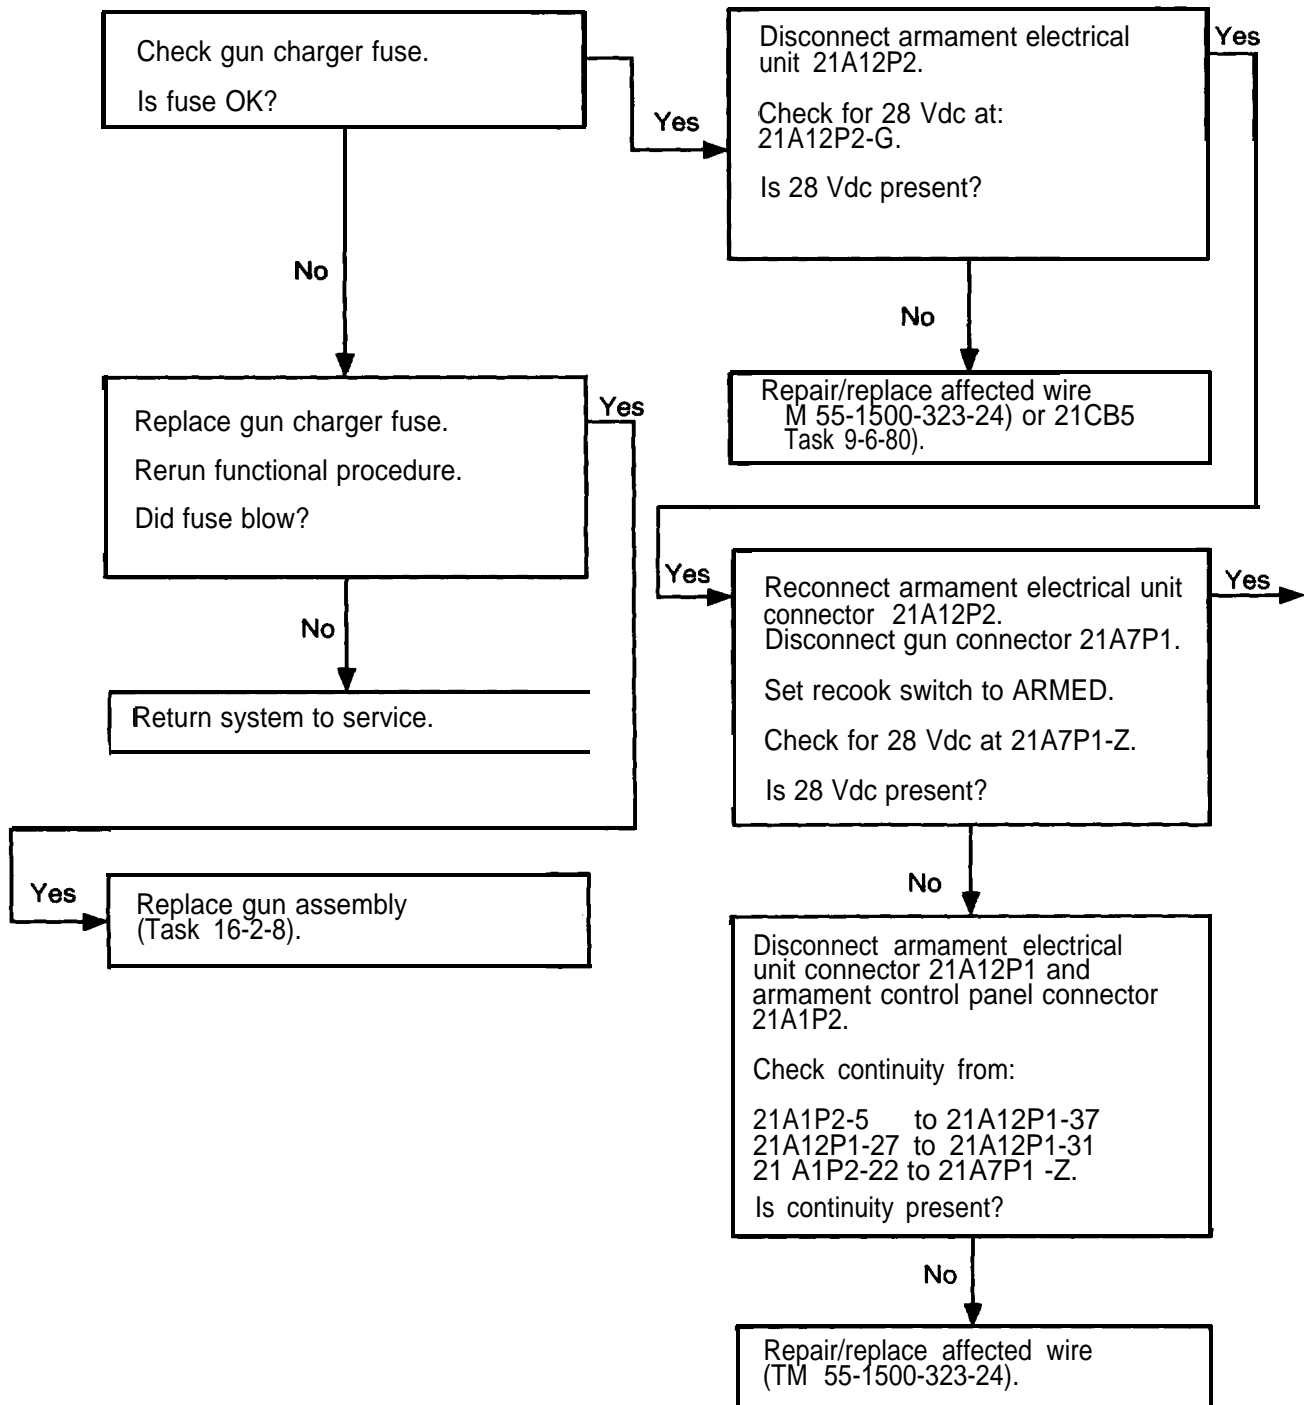 Check gun charger fuse.
Is fuse OK?
Yes
No
Replace gun charger fuse.
Rerun functional procedure.
Did fuse blow?
Yes
No
Return system to service.
Yes
Replace gun assembly
(Task 16-2-8).
Disconnect armament electrical
unit 21A12P2.
Check for 28 Vdc at:
21A12P2-G.
Is 28 Vdc present?
Yes
No
Repair/replace affected wire
M 55-1500-323-24) or 21CB5
Task 9-6-80).
Yes
Reconnect armament electrical unit
connector 21A12P2.
Disconnect gun connector 21A7P1.
Set recook switch to ARMED.
Check for 28 Vdc at 21A7P1-Z.
Is 28 Vdc present?
Yes
No
Disconnect armament electrical
unit connector 21A12P1 and
armament control panel connector
21A1P2.
Check continuity from:
21A1P2-5 to 21A12P1-37
21A12P1-27 to 21A12P1-31
21 A1P2-22 to 21A7P1 -Z.
Is continuity present?
No
Repair/replace affected wire
(TM 55-1500-323-24).